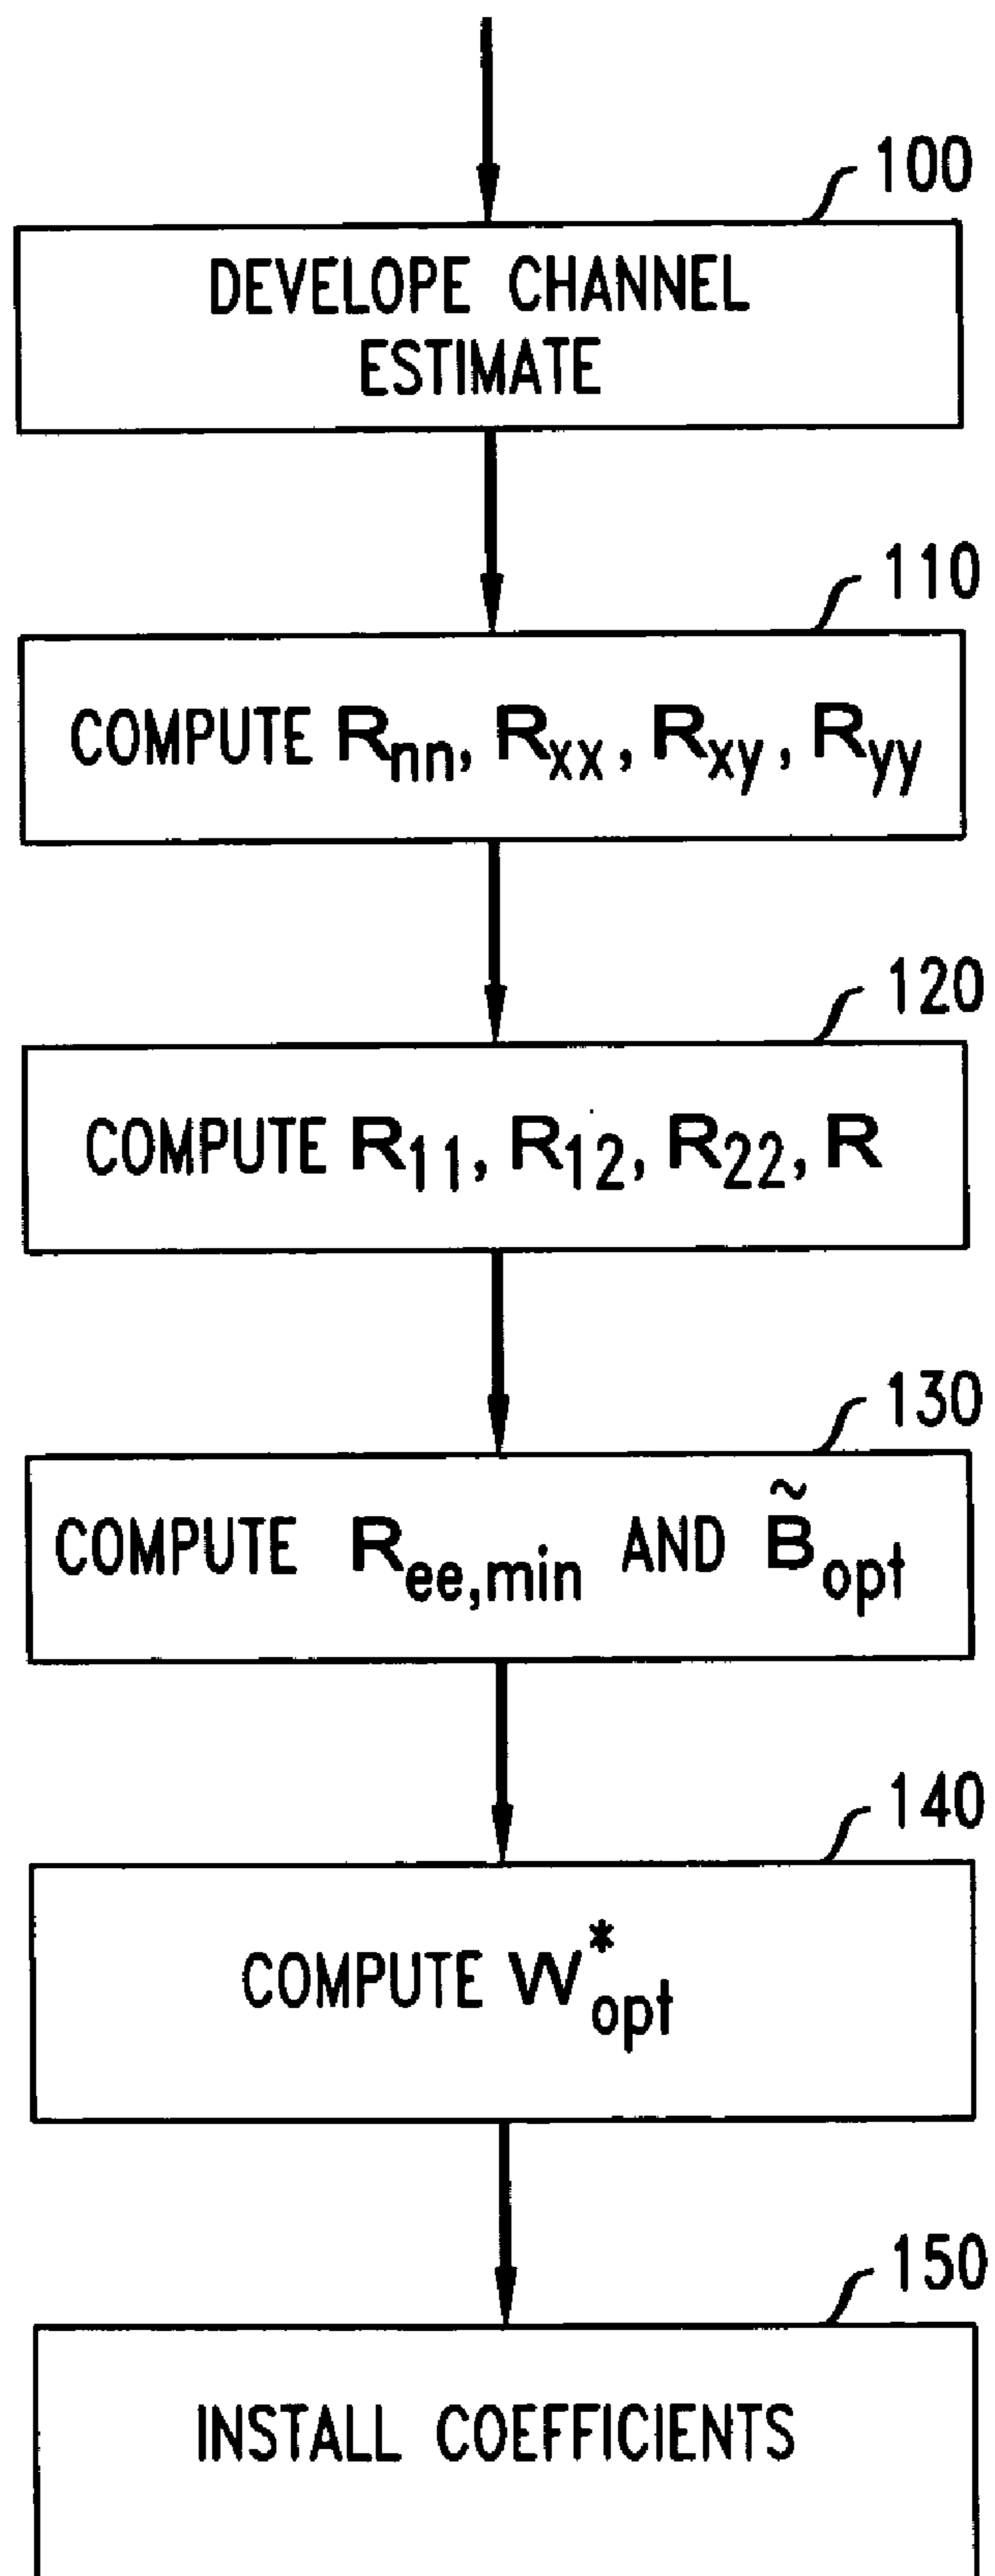 100
DEVELOPE CHANNEL
ESTIMATE
110
COMPUTE Rnn, Rxx, Rxy, Ryy
120
COMPUTE R11, R12, R22, R
130
COMPUTE Ree,min AND B̃opt
140
COMPUTE W*opt
150
INSTALL COEFFICIENTS